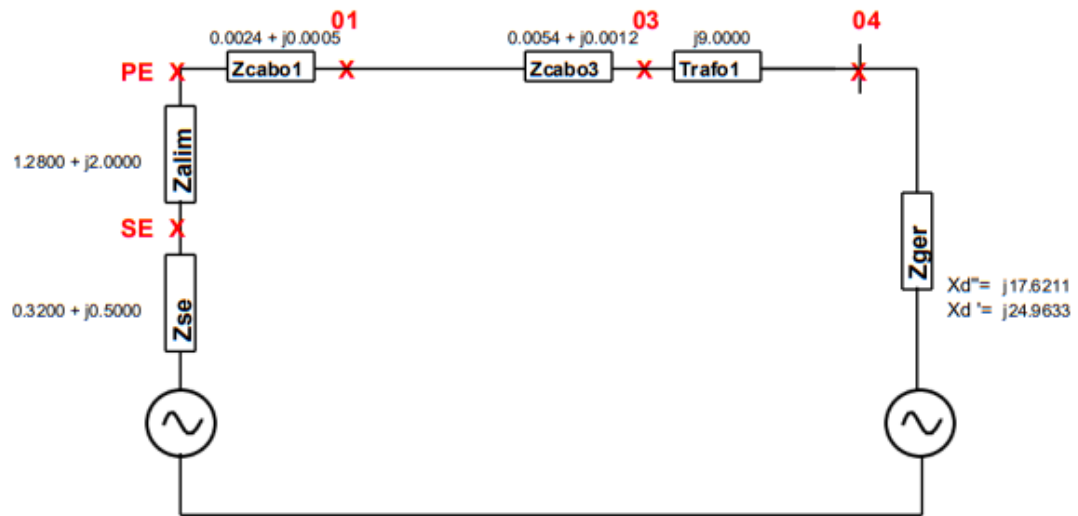 01
03
04
0.0024 + j0.0005
0.0054 + j0.0012
j9.0000
PE X
Zcabo1
X
Zcabo3
X
Trafo1
X
1.2800 + j2.0000
Zalim
SE X
0.3200 + j0.5000
Zse
Zger
Xd"= j17.6211
Xd '= j24.9633